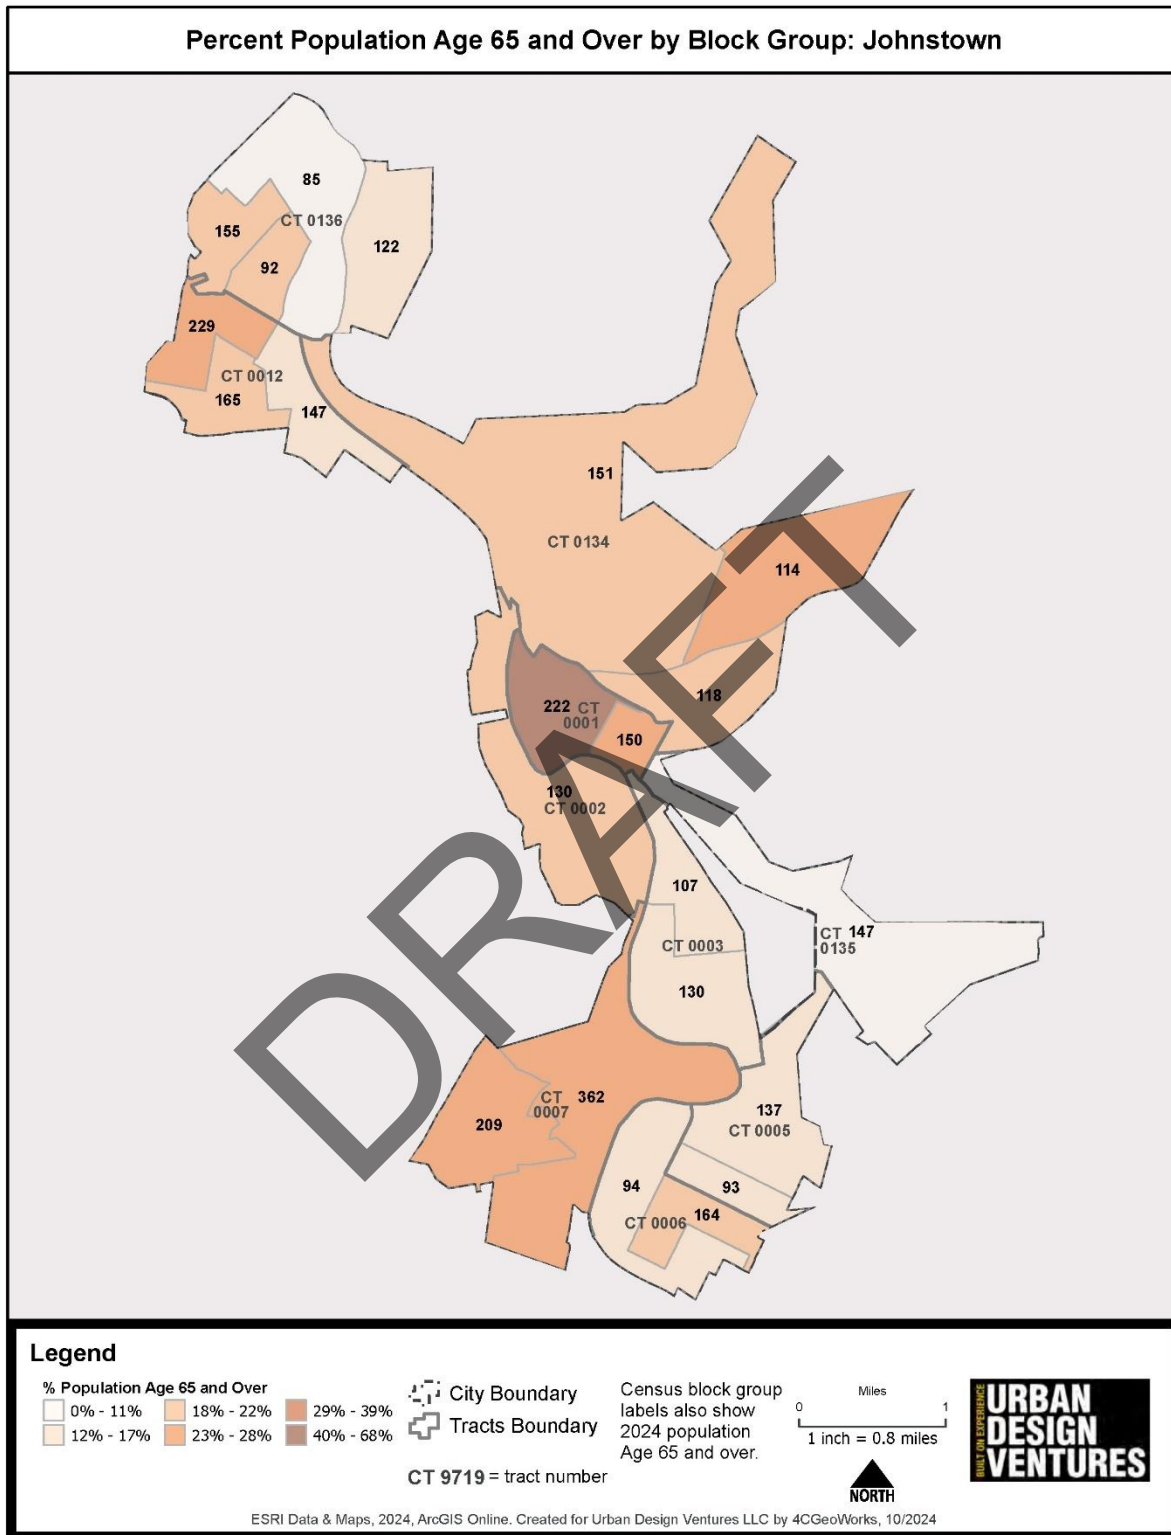 Percent Population Age 65 and Over by Block Group: Johnstown
85
CT 0136
155
122
92
229
CT 0012
165
147
151
CT 0134
114
118
222
CT
0001
150
130
CT 0002
107
CT 0003
130
CT
0135
147
362
CT
0007
209
137
CT 0005
94
93
164
CT 0006
DRAFT
Legend
% Population Age 65 and Over
0% - 11%
18% - 22%
29% - 39%
12% - 17%
23% - 28%
40% - 68%
City Boundary
Tracts Boundary
CT 9719 = tract number
Census block group
labels also show
2024 population
Age 65 and over.
Miles
0 1
1 inch = 0.8 miles
NORTH
BUILT ON EXPERIENCE
URBAN
DESIGN
VENTURES
ESRI Data & Maps, 2024, ArcGIS Online. Created for Urban Design Ventures LLC by 4CGeoWorks, 10/2024